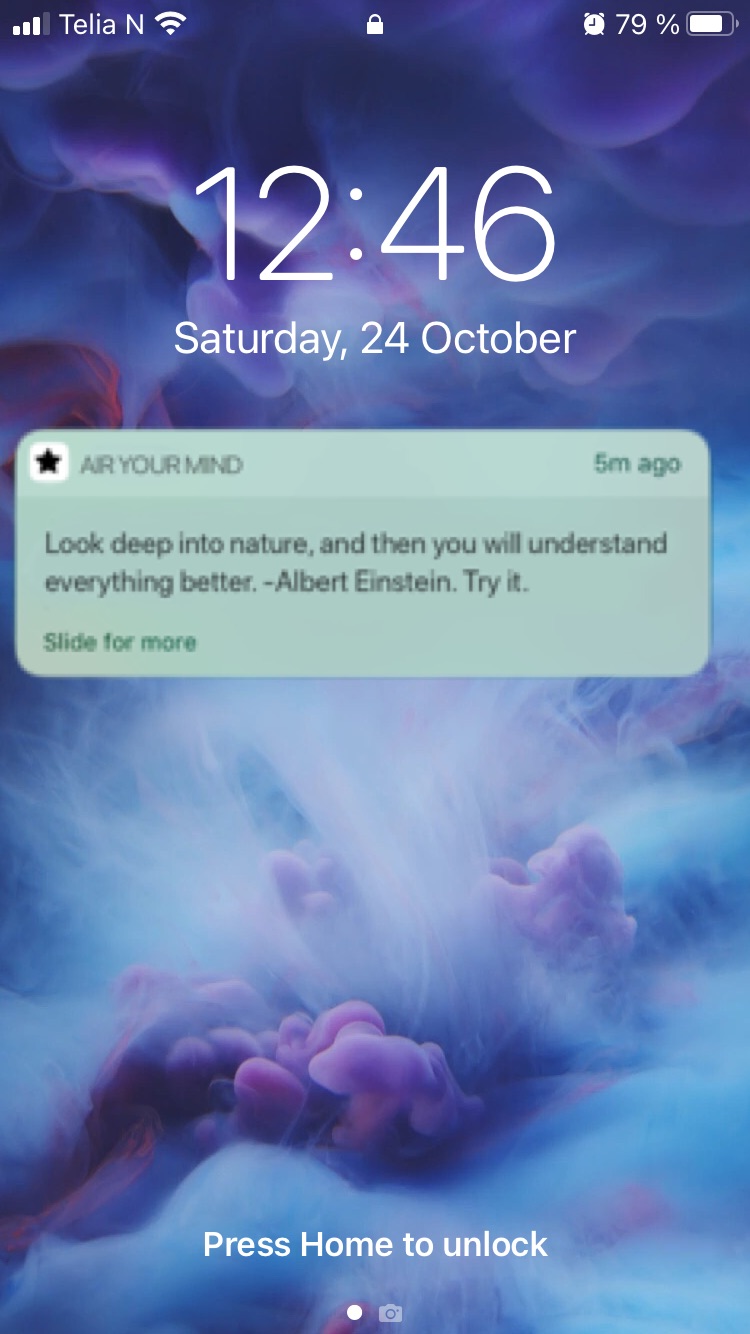 Telia N 79 %
12:46
Saturday, 24 October
AIR YOUR MIND 5m ago
Look deep into nature, and then you will understand
everything better. -Albert Einstein. Try it.
Slide for more
Press Home to unlock